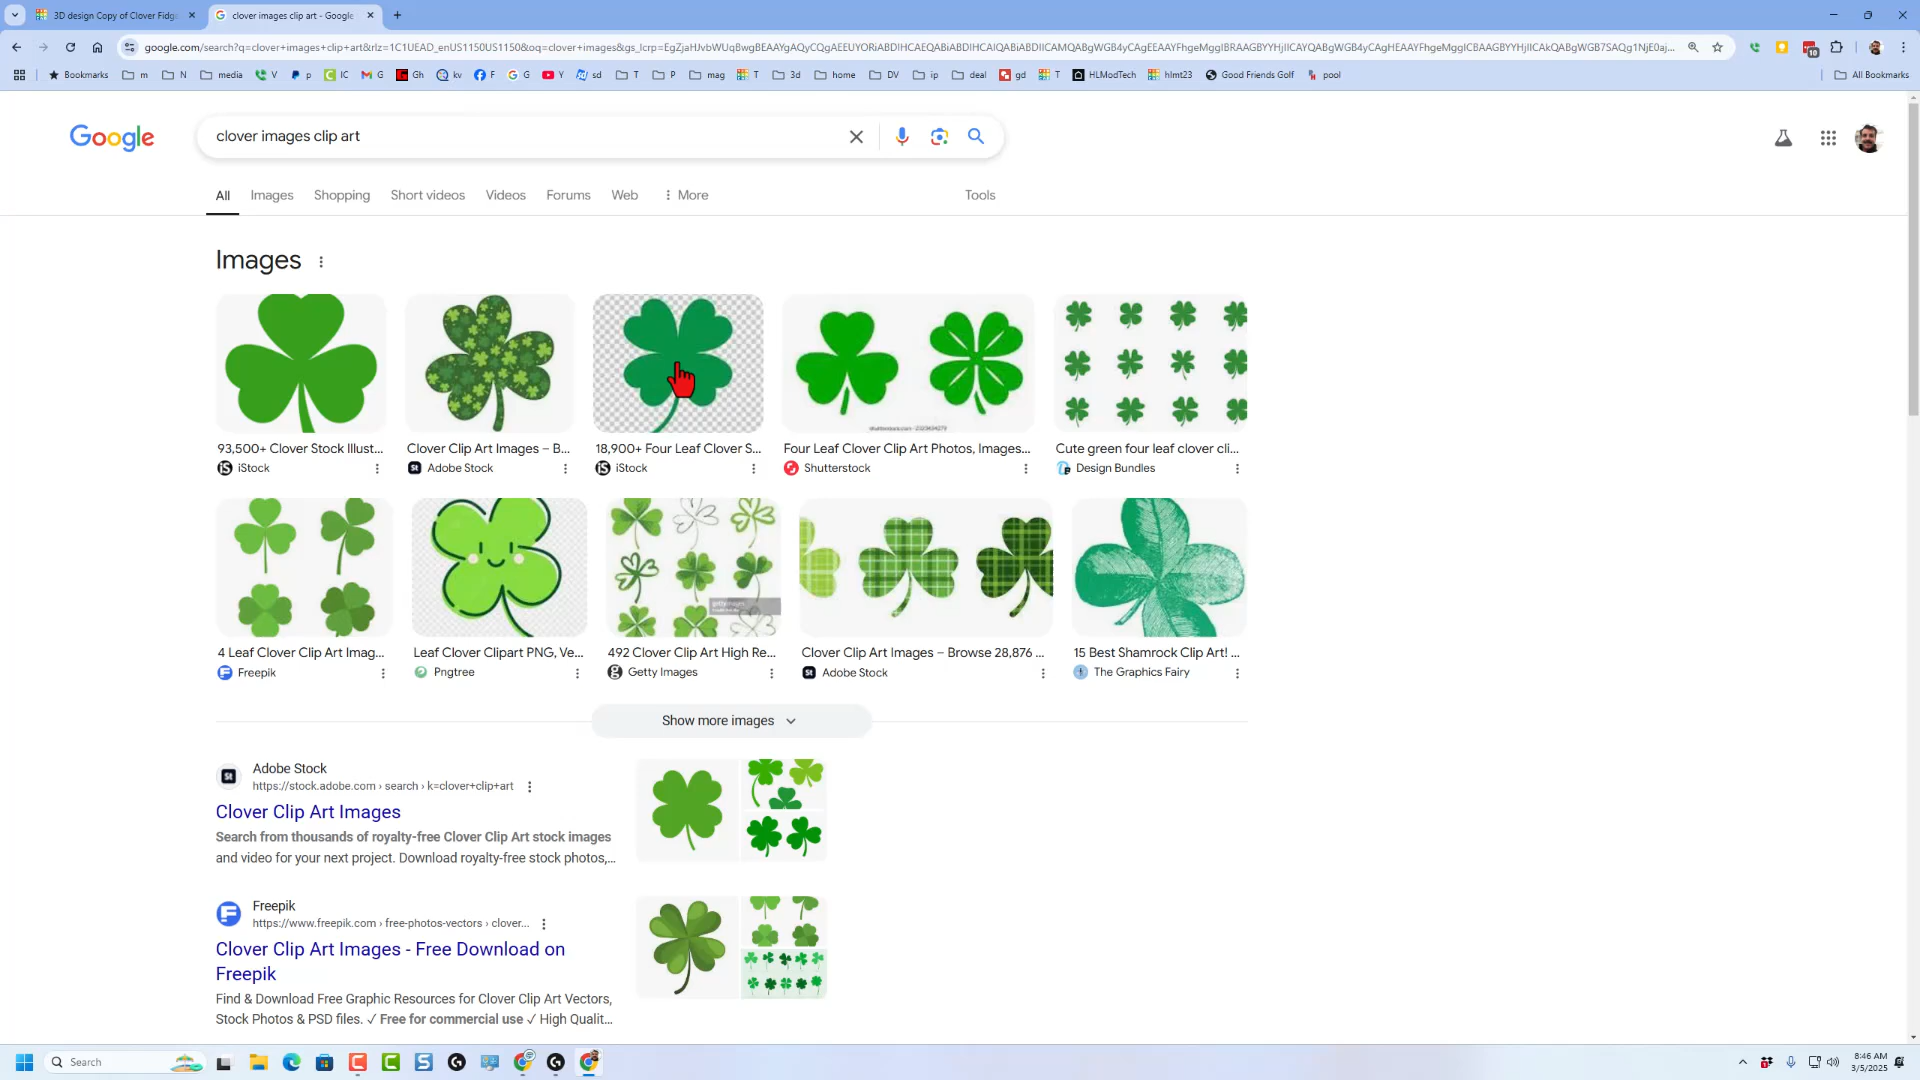 3D design Copy of Clover Fidg
clover images clip art - Google
google.com/search?q=clover+images+clip+art&rlz=1C1UEAD_enUS1150US1150&oq=clover+images&gs_lcrp=
Bookmarks m N media V p IC G Gh kv F G Y sd T P mag T 3d home DV ip deal gd T HLModTech hlmt23 Good Friends Golf pool All Bookmarks
Google
clover images clip art
All Images Shopping Short videos Videos Forums Web More Tools
Images
93,500+ Clover Stock Illust...
iStock
Clover Clip Art Images – B...
Adobe Stock
18,900+ Four Leaf Clover S...
iStock
Four Leaf Clover Clip Art Photos, Images...
Shutterstock
Cute green four leaf clover cli...
Design Bundles
4 Leaf Clover Clip Art Imag...
Freepik
Leaf Clover Clipart PNG, Ve...
Pngtree
492 Clover Clip Art High Re...
Getty Images
Clover Clip Art Images – Browse 28,876 ...
Adobe Stock
15 Best Shamrock Clip Art! ...
The Graphics Fairy
Show more images
Adobe Stock
https://stock.adobe.com › search › k=clover+clip+art
Clover Clip Art Images
Search from thousands of royalty-free Clover Clip Art stock images
and video for your next project. Download royalty-free stock photos,...
Freepik
https://www.freepik.com › free-photos-vectors › clover...
Clover Clip Art Images - Free Download on
Freepik
Find & Download Free Graphic Resources for Clover Clip Art Vectors,
Stock Photos & PSD files. ✓ Free for commercial use ✓ High Qualit...
Search
8:46 AM
3/5/2025